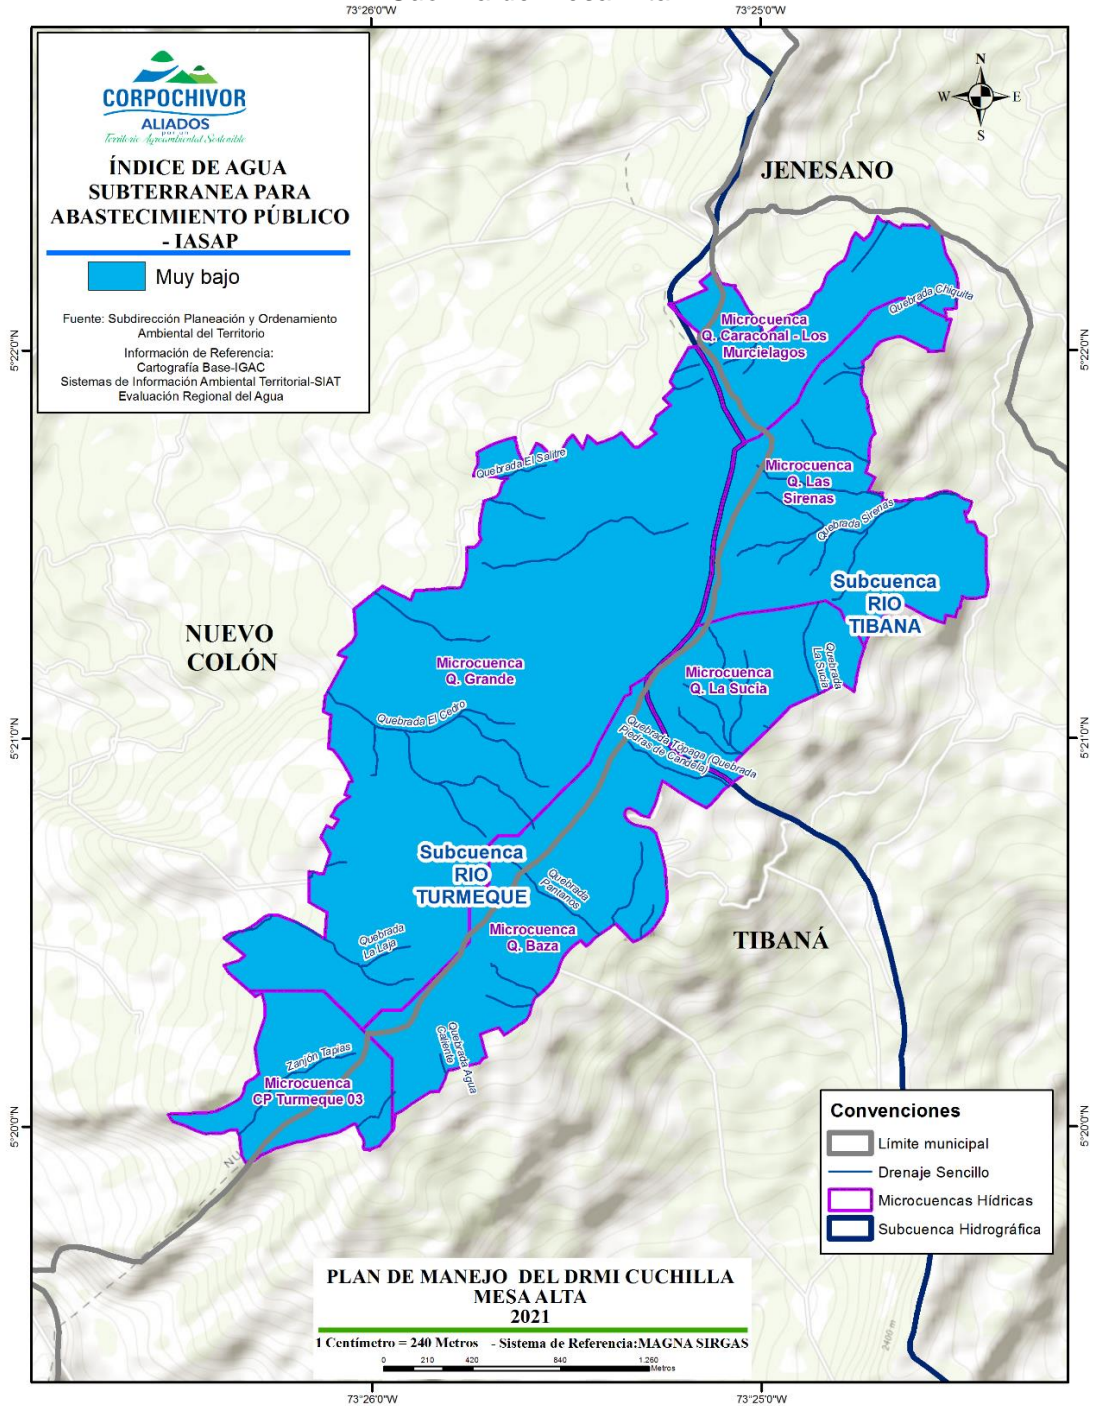 73°26'0"W
73°25'0"W
CORPOCHIVOR
ALIADOS
por un
Territorio Agroambiental Sostenible
ÍNDICE DE AGUA
SUBTERRANEA PARA
ABASTECIMIENTO PÚBLICO
- IASAP
Muy bajo
Fuente: Subdirección Planeación y Ordenamiento
Ambiental del Territorio
Información de Referencia:
Cartografía Base-IGAC
Sistemas de Información Ambiental Territorial-SIAT
Evaluación Regional del Agua
N
W
E
S
JENESANO
Quebrada Chiquita
Microcuenca
Q. Caraconal - Los
Murcielagos
5°22'0"N
5°22'0"N
Quebrada El Salitre
Microcuenca
Q. Las
Sirenas
Quebrada Sirenas
Subcuenca
RIO
TIBANA
NUEVO
COLÓN
Microcuenca
Q. Grande
Microcuenca
Q. La Sucia
Quebrada
La Sucia
Quebrada El Cedro
Quebrada Tópaga (Quebrada
Piedras de Candela)
5°21'0"N
5°21'0"N
Subcuenca
RIO
TURMEQUE
Quebrada
Pantanos
Quebrada
La Laja
Microcuenca
Q. Baza
TIBANÁ
Quebrada Agua
Caliente
Zanjón Tapias
Microcuenca
CP Turmeque 03
5°20'0"N
5°20'0"N
NU
Convenciones
Límite municipal
Drenaje Sencillo
Microcuencas Hídricas
Subcuenca Hidrográfica
2400 m
PLAN DE MANEJO DEL DRMI CUCHILLA
MESA ALTA
2021
1 Centímetro = 240 Metros - Sistema de Referencia:MAGNA SIRGAS
0 210 420 840 1.260
Metros
73°26'0"W
73°25'0"W